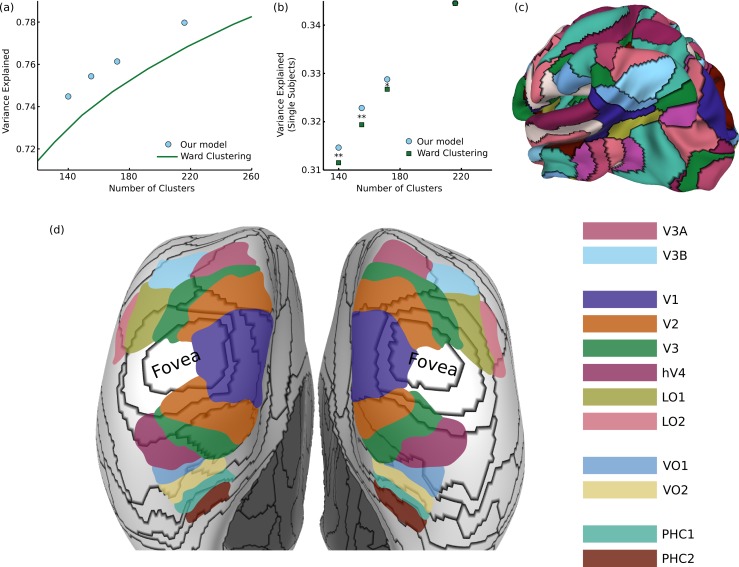 (a)
0.78
0.76
0.74
0.72
Variance Explained
Our model
Ward Clustering
140
180
220
260
Number of Clusters
(b)
0.34
0.33
0.32
0.31
Variance Explained
(Single Subjects)
**
**
*
Our model
Ward Clustering
140
180
220
Number of Clusters
(c)
(d)
Fovea
Fovea
V3A
V3B
V1
V2
V3
hV4
LO1
LO2
VO1
VO2
PHC1
PHC2